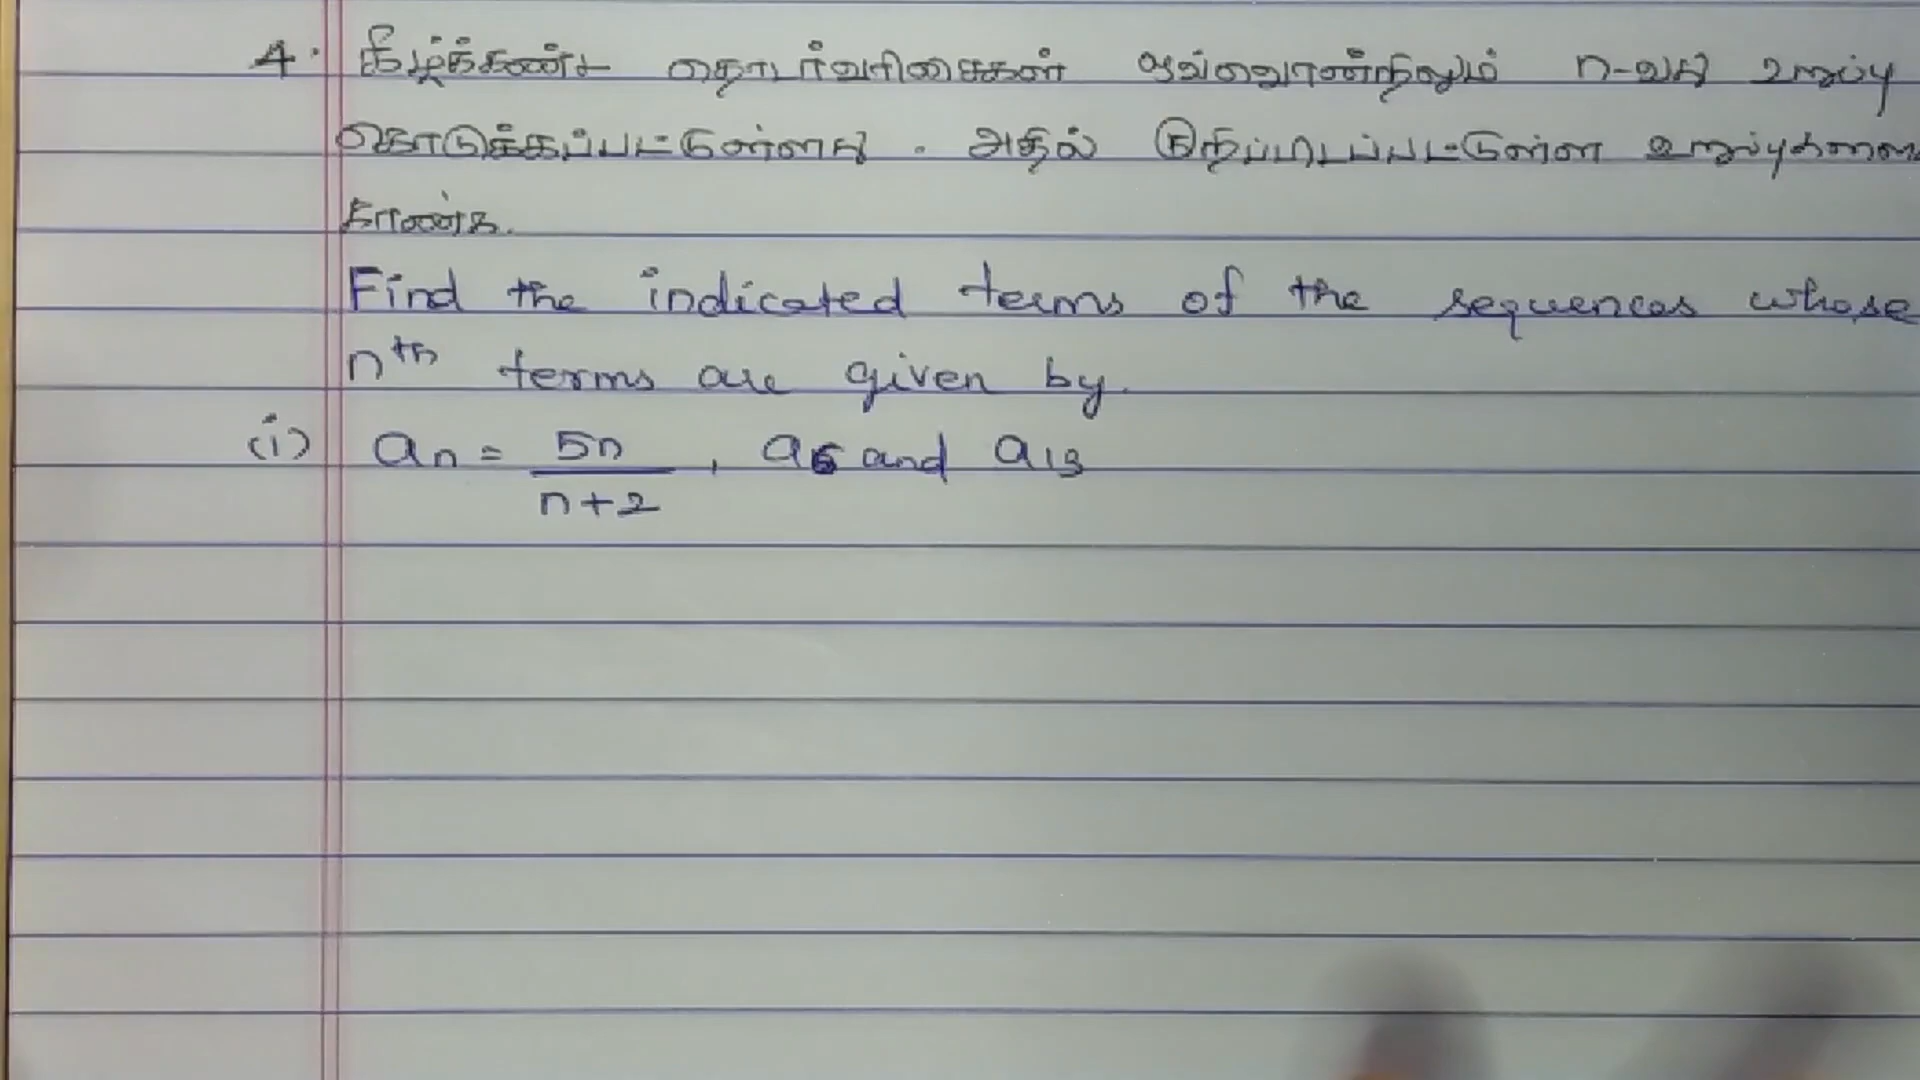 4. கீழ்க்கண்ட தொடர்வரிசைகள் ஒவ்வொன்றிலும் n-வது உறுப்பு
கொடுக்கப்பட்டுள்ளது. அதில் குறிப்பிடப்பட்டுள்ள உறுப்புகளை
காண்க.
Find the indicated terms of the sequences whose
nth terms are given by.
(i) an = 5n / n+2 , a6 and a13